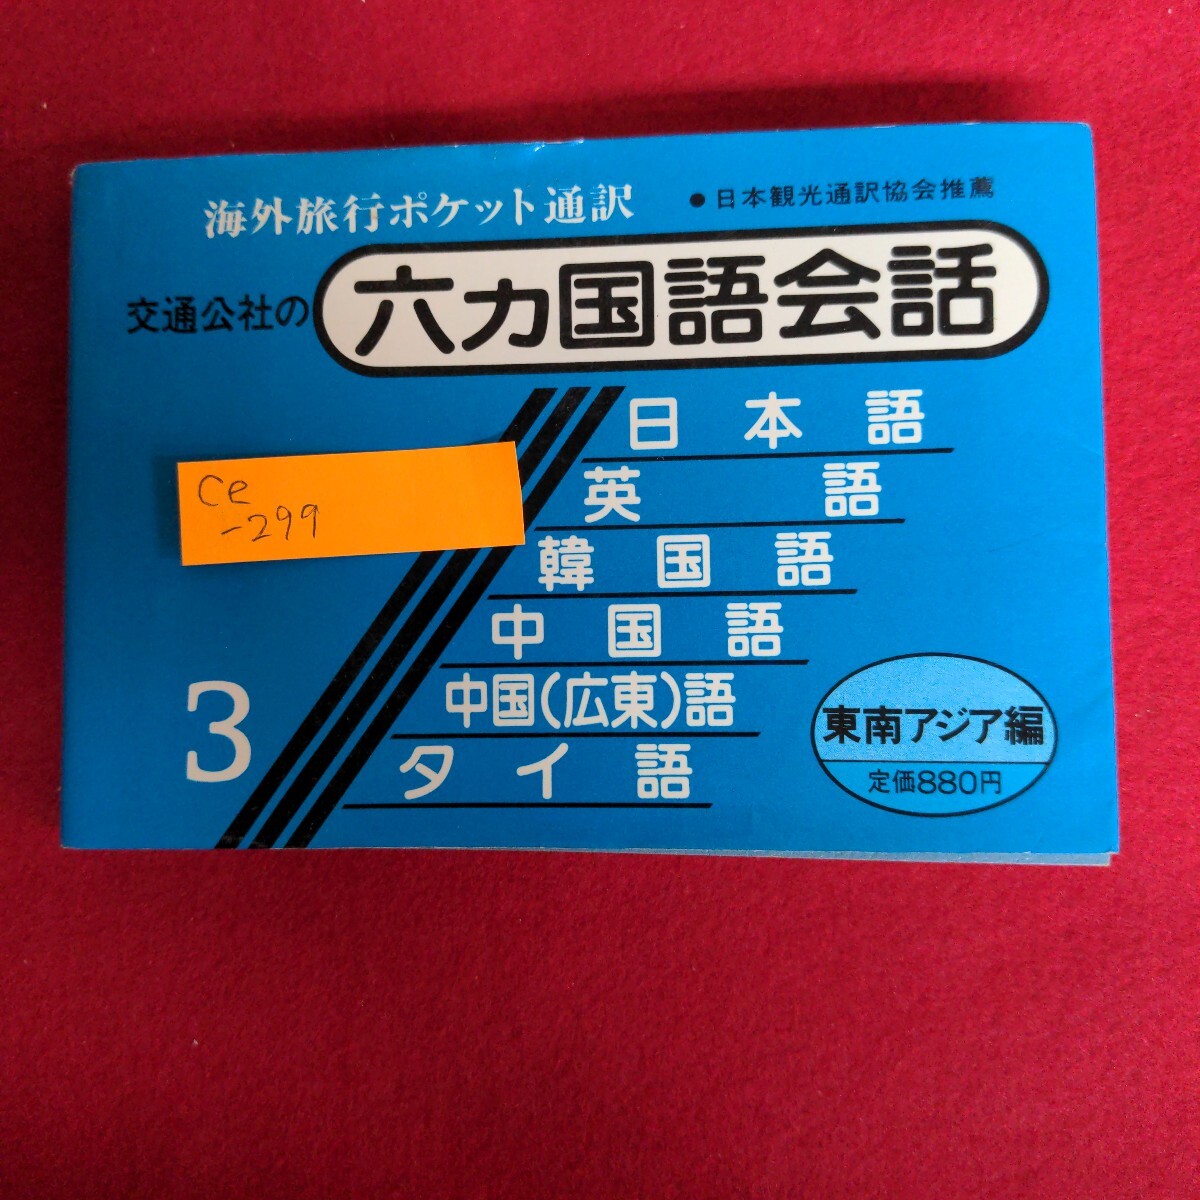 海外旅行ポケット通訳
●日本観光通訳協会推薦
交通公社の
六カ国語会話
日本語
英語
韓国語
中国語
中国(広東)語
タイ語
ce
-299
3
東南アジア編
定価880円